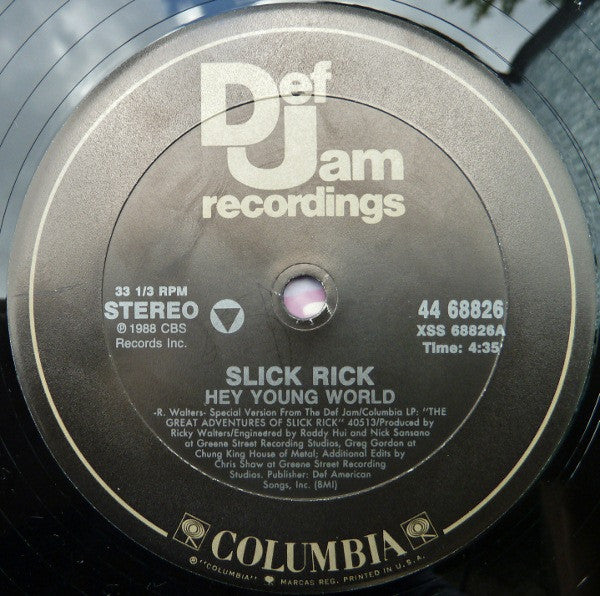 Def
Jam
recordings
33 1/3 RPM
STEREO
℗ 1988 CBS
Records Inc.
44 68826
XSS 68826A
Time: 4:35
SLICK RICK
HEY YOUNG WORLD
-R. Walters- Special Version From The Def Jam/Columbia LP: "THE
GREAT ADVENTURES OF SLICK RICK" 40513/Produced by
Ricky Walters/Engineered by Roddy Hui and Nick Sansano
at Greene Street Recording Studios, Greg Gordon at
Chung King House of Metal; Additional Edits by
Chris Shaw at Greene Street Recording
Studios. Publisher: Def American
Songs, Inc. (BMI)
COLUMBIA
® "COLUMBIA" MARCAS REG. PRINTED IN U.S.A.